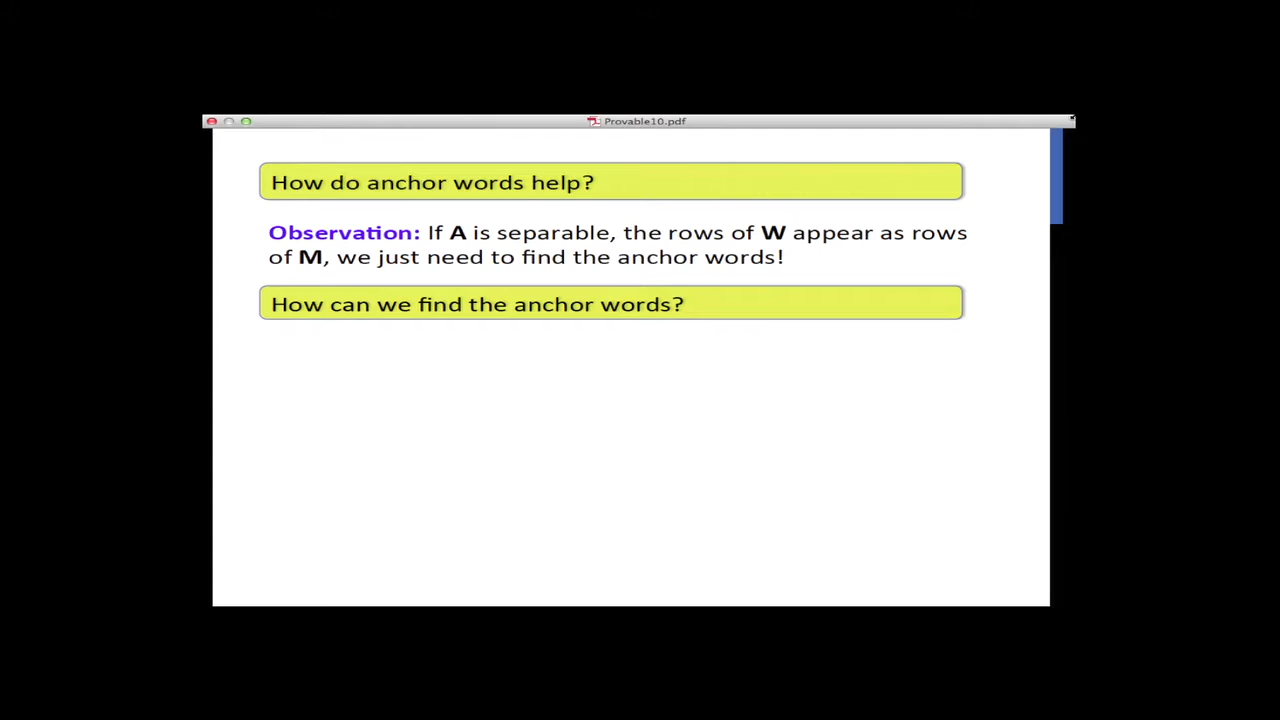 Provable10.pdf
How do anchor words help?
Observation: If A is separable, the rows of W appear as rows
of M, we just need to find the anchor words!
How can we find the anchor words?